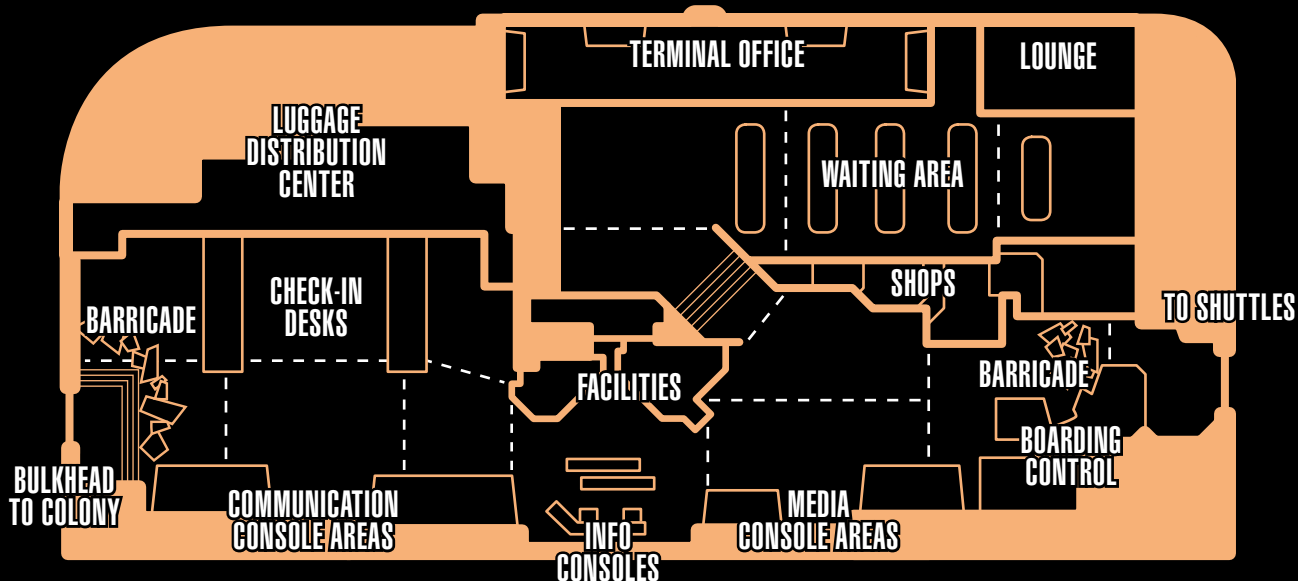 TERMINAL OFFICE
LOUNGE
LUGGAGE
DISTRIBUTION
CENTER
WAITING AREA
CHECK-IN
DESKS
SHOPS
BARRICADE
TO SHUTTLES
FACILITIES
BARRICADE
BOARDING
CONTROL
BULKHEAD
TO COLONY
COMMUNICATION
CONSOLE AREAS
INFO
CONSOLES
MEDIA
CONSOLE AREAS